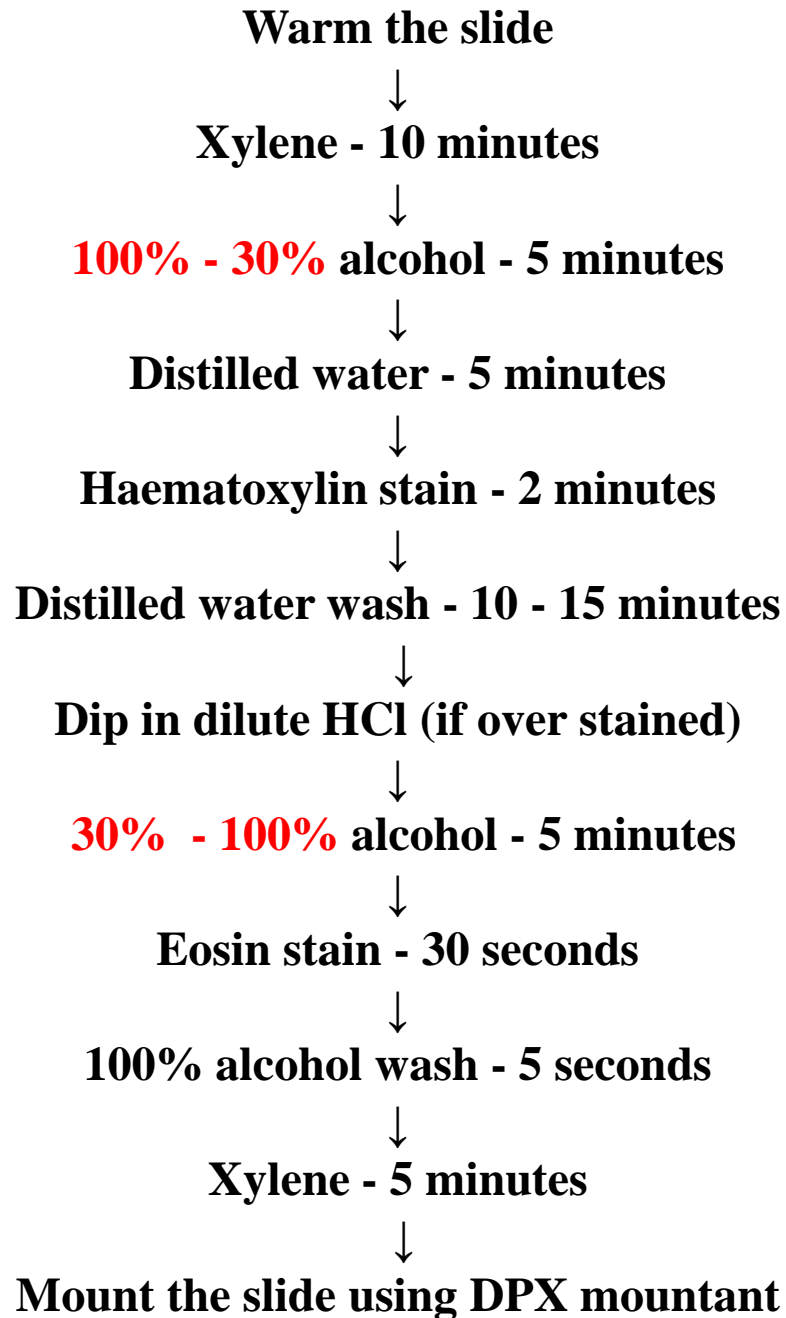 Warm the slide
↓
Xylene - 10 minutes
↓
100% - 30% alcohol - 5 minutes
↓
Distilled water - 5 minutes
↓
Haematoxylin stain - 2 minutes
↓
Distilled water wash - 10 - 15 minutes
↓
Dip in dilute HCl (if over stained)
↓
30%  - 100% alcohol - 5 minutes
↓
Eosin stain - 30 seconds
↓
100% alcohol wash - 5 seconds
↓
Xylene - 5 minutes
↓
Mount the slide using DPX mountant